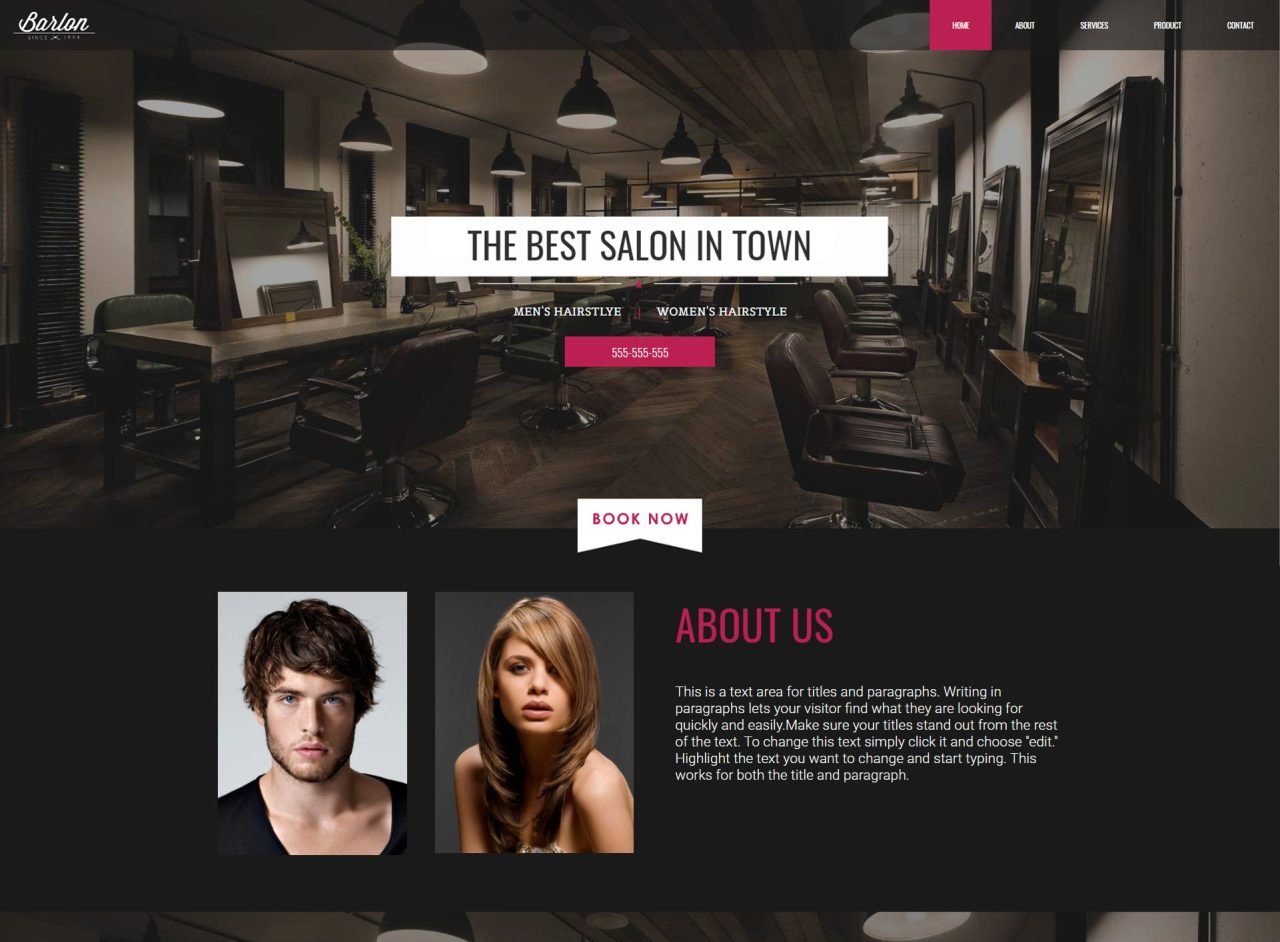 Barlon
SINCE 1994
HOME
ABOUT
SERVICES
PRODUCT
CONTACT
THE BEST SALON IN TOWN
MEN'S HAIRSTLYE
WOMEN'S HAIRSTYLE
555-555-555
BOOK NOW
ABOUT US
This is a text area for titles and paragraphs. Writing in
paragraphs lets your visitor find what they are looking for
quickly and easily.Make sure your titles stand out from the rest
of the text. To change this text simply click it and choose "edit."
Highlight the text you want to change and start typing. This
works for both the title and paragraph.